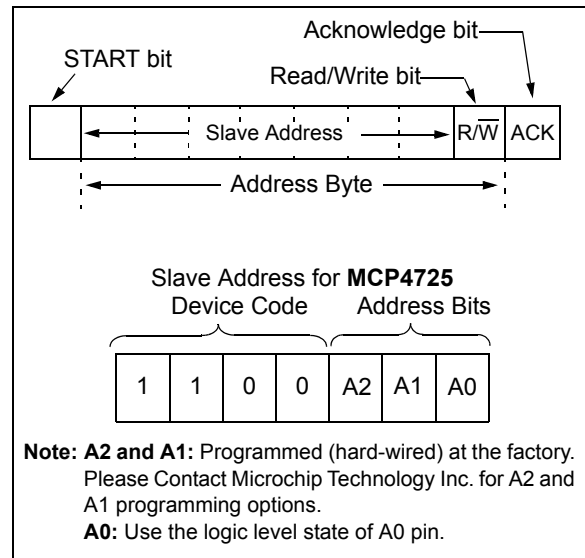 Acknowledge bit
START bit
Read/Write bit
Slave Address
R/W̅
ACK
Address Byte
Slave Address for MCP4725
Device Code
Address Bits
1
1
0
0
A2
A1
A0
Note: A2 and A1: Programmed (hard-wired) at the factory.
Please Contact Microchip Technology Inc. for A2 and
A1 programming options.
A0: Use the logic level state of A0 pin.